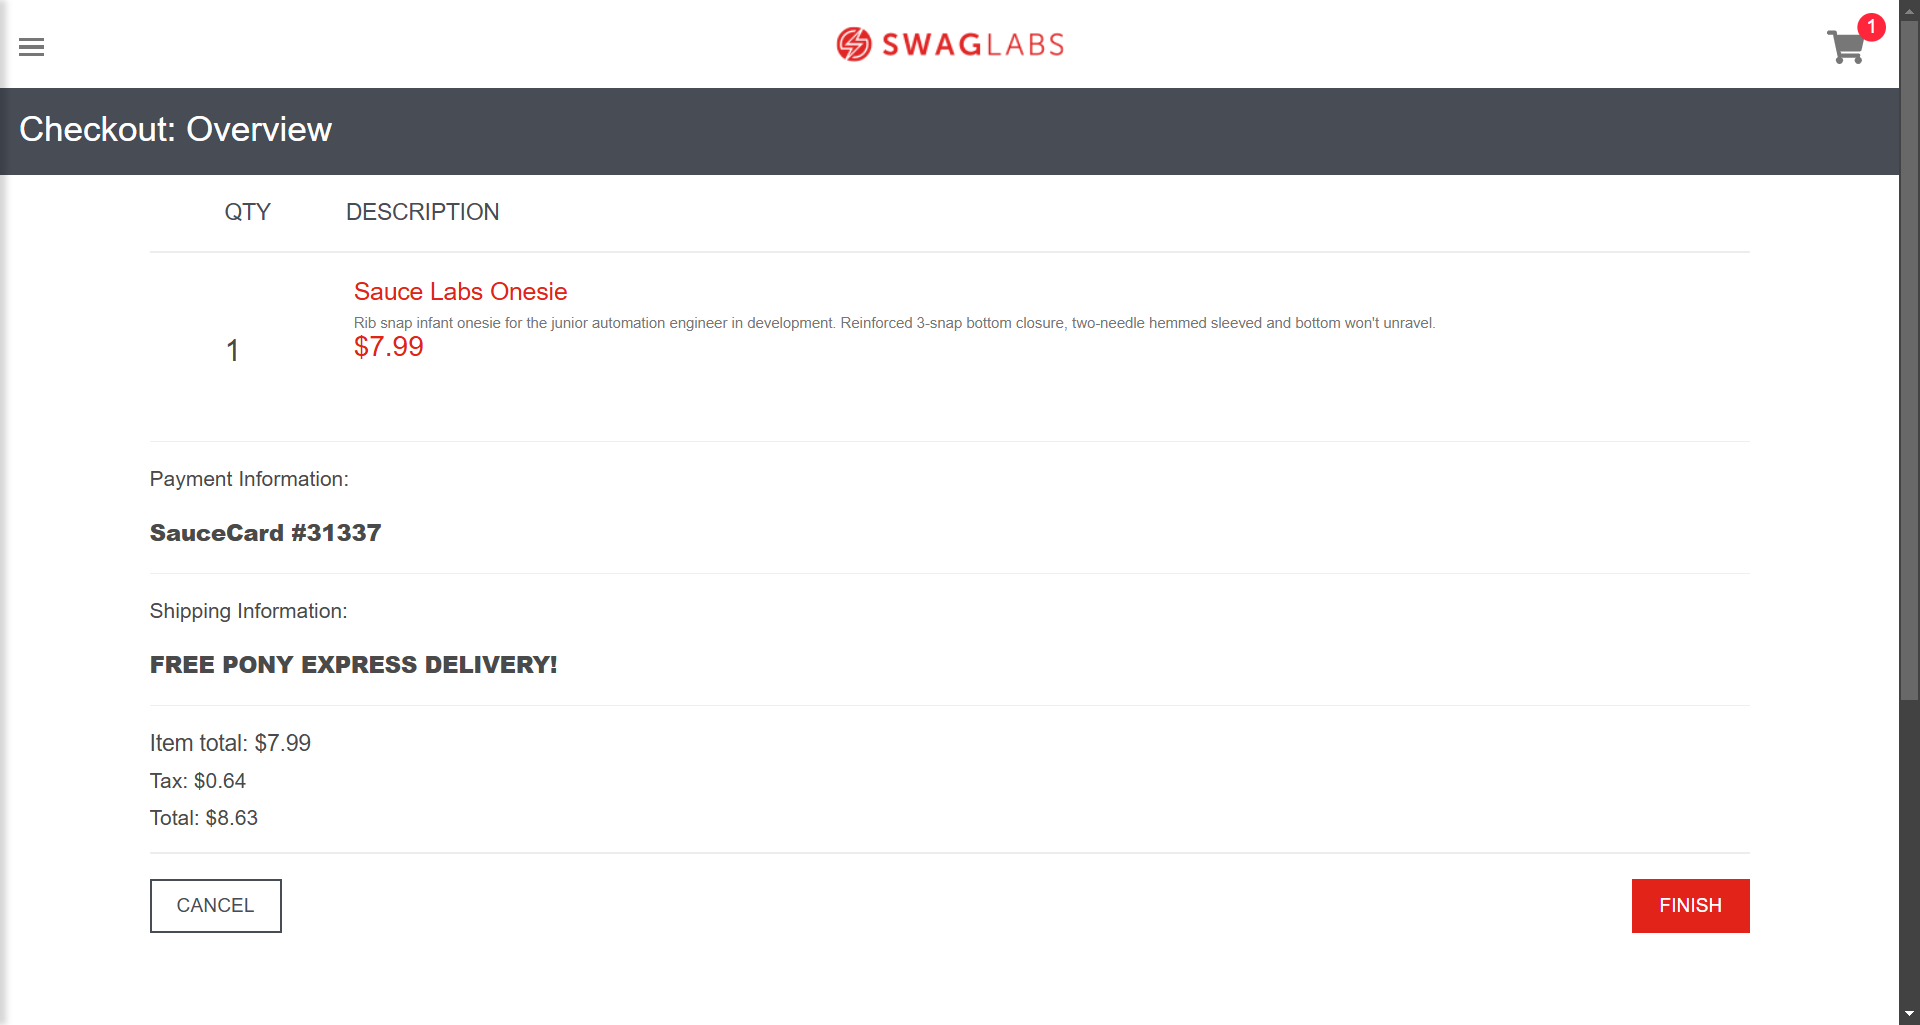 SWAGLABS
1
Checkout: Overview
QTY DESCRIPTION
Sauce Labs Onesie
Rib snap infant onesie for the junior automation engineer in development. Reinforced 3-snap bottom closure, two-needle hemmed sleeved and bottom won't unravel.
1
$7.99
Payment Information:
SauceCard #31337
Shipping Information:
FREE PONY EXPRESS DELIVERY!
Item total: $7.99
Tax: $0.64
Total: $8.63
CANCEL
FINISH